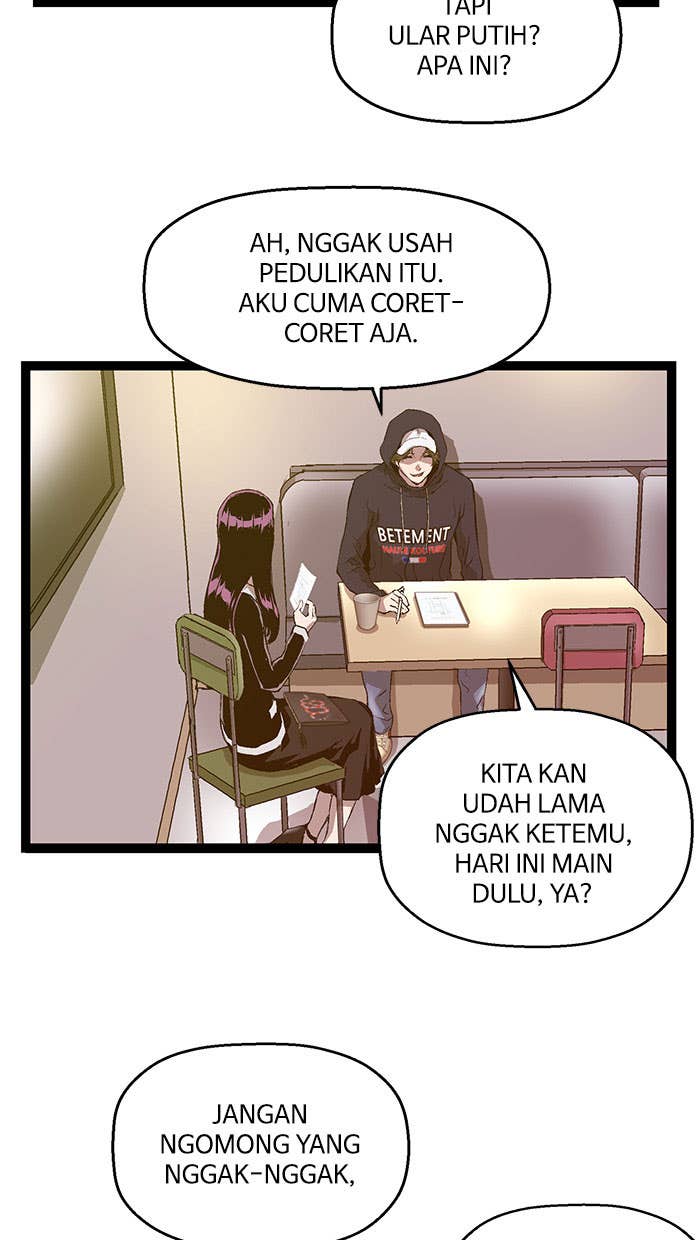 TAPI
ULAR PUTIH?
APA INI?
AH, NGGAK USAH
PEDULIKAN ITU.
AKU CUMA CORET-
CORET AJA.
BETEMENT
KITA KAN
UDAH LAMA
NGGAK KETEMU,
HARI INI MAIN
DULU, YA?
JANGAN
NGOMONG YANG
NGGAK-NGGAK,